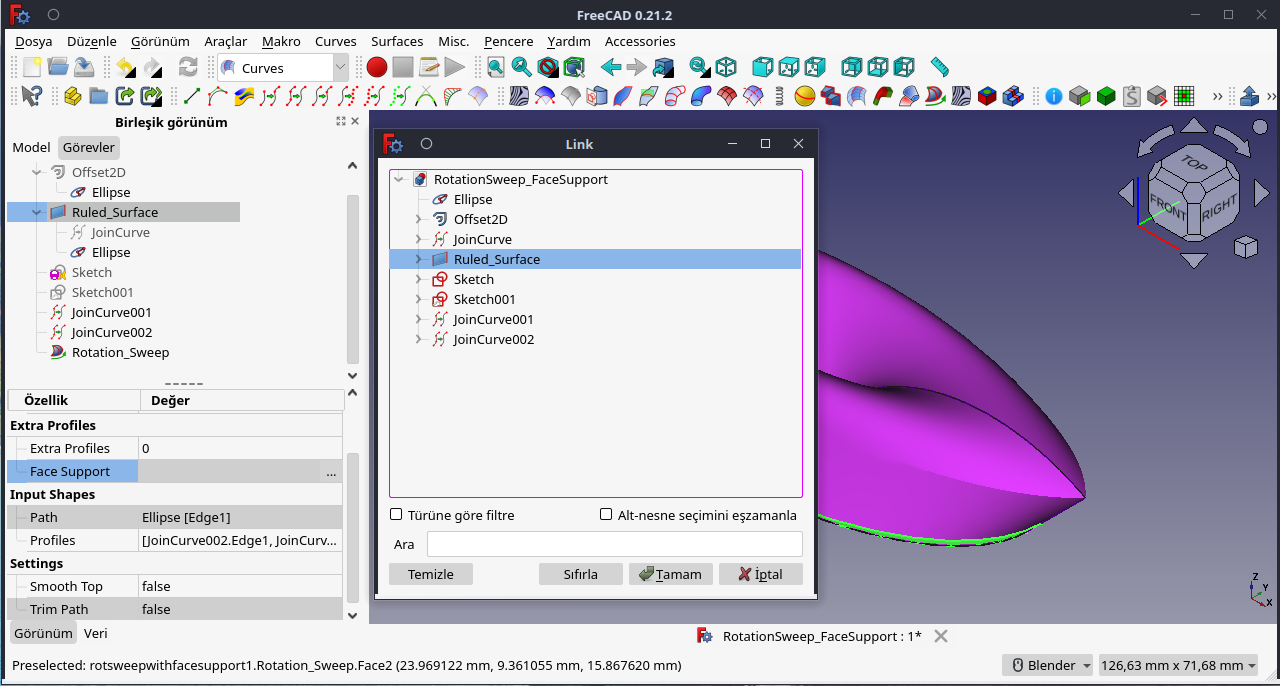 FreeCAD 0.21.2
Dosya Düzenle Görünüm Araçlar Makro Curves Surfaces Misc. Pencere Yardım Accessories
Curves
Birleşik görünüm
Model Görevler
Offset2D
Ellipse
Ruled_Surface
JoinCurve
Ellipse
Sketch
Sketch001
JoinCurve001
JoinCurve002
Rotation_Sweep
Özellik Değer
Extra Profiles
Extra Profiles 0
Face Support ...
Input Shapes
Path Ellipse [Edge1]
Profiles [JoinCurve002.Edge1, JoinCurv...
Settings
Smooth Top false
Trim Path false
Görünüm Veri
Link
RotationSweep_FaceSupport
Ellipse
Offset2D
JoinCurve
Ruled_Surface
Sketch
Sketch001
JoinCurve001
JoinCurve002
Türüne göre filtre Alt-nesne seçimini eşzamanla
Ara
Temizle Sıfırla Tamam İptal
TOP
FRONT RIGHT
Z
Y
X
RotationSweep_FaceSupport : 1*
Preselected: rotsweepwithfacesupport1.Rotation_Sweep.Face2 (23.969122 mm, 9.361055 mm, 15.867620 mm) Blender 126,63 mm x 71,68 mm